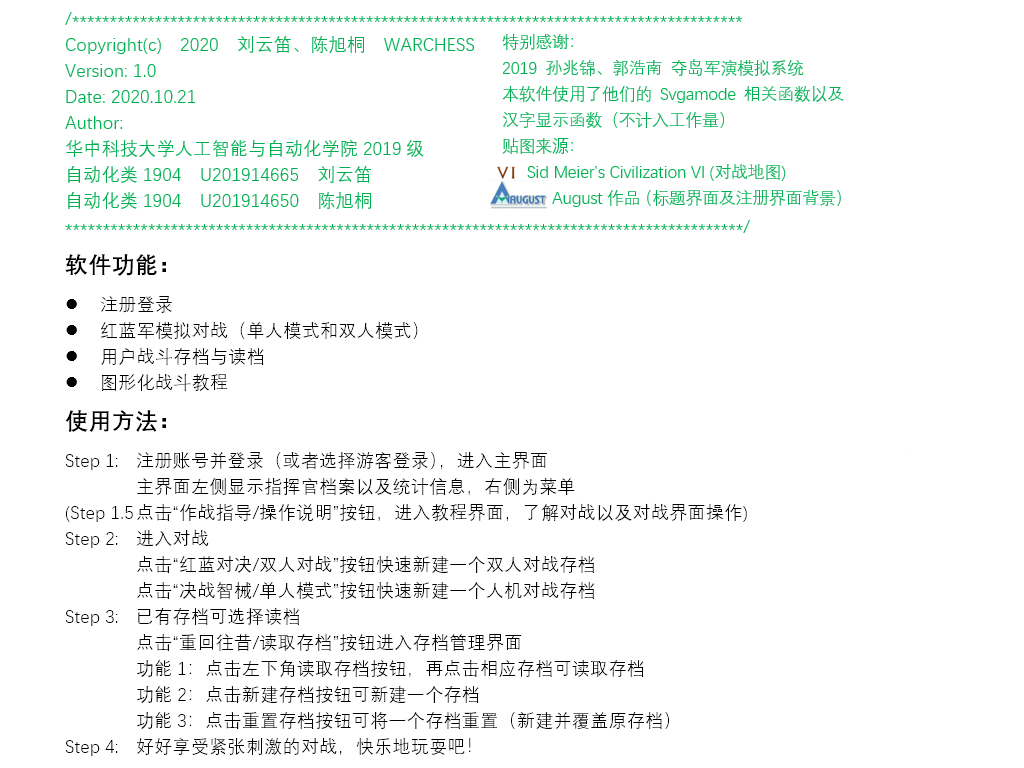 /******************************************************************************************
Copyright(c) 2020 刘云笛、陈旭桐 WARCHESS
Version: 1.0
Date: 2020.10.21
Author:
华中科技大学人工智能与自动化学院 2019 级
自动化类 1904 U201914665 刘云笛
自动化类 1904 U201914650 陈旭桐
特别感谢：
2019 孙兆锦、郭浩南 夺岛军演模拟系统
本软件使用了他们的 Svgamode 相关函数以及
汉字显示函数（不计入工作量）
贴图来源：
VI Sid Meier's Civilization VI (对战地图)
AUGUST August 作品（标题界面及注册界面背景）
******************************************************************************************/
软件功能：
● 注册登录
● 红蓝军模拟对战（单人模式和双人模式）
● 用户战斗存档与读档
● 图形化战斗教程
使用方法：
Step 1: 注册账号并登录（或者选择游客登录），进入主界面
主界面左侧显示指挥官档案以及统计信息，右侧为菜单
(Step 1.5 点击“作战指导/操作说明”按钮，进入教程界面，了解对战以及对战界面操作)
Step 2: 进入对战
点击“红蓝对决/双人对战”按钮快速新建一个双人对战存档
点击“决战智械/单人模式”按钮快速新建一个人机对战存档
Step 3: 已有存档可选择读档
点击“重回往昔/读取存档”按钮进入存档管理界面
功能 1：点击左下角读取存档按钮，再点击相应存档可读取存档
功能 2：点击新建存档按钮可新建一个存档
功能 3：点击重置存档按钮可将一个存档重置（新建并覆盖原存档）
Step 4: 好好享受紧张刺激的对战，快乐地玩耍吧！